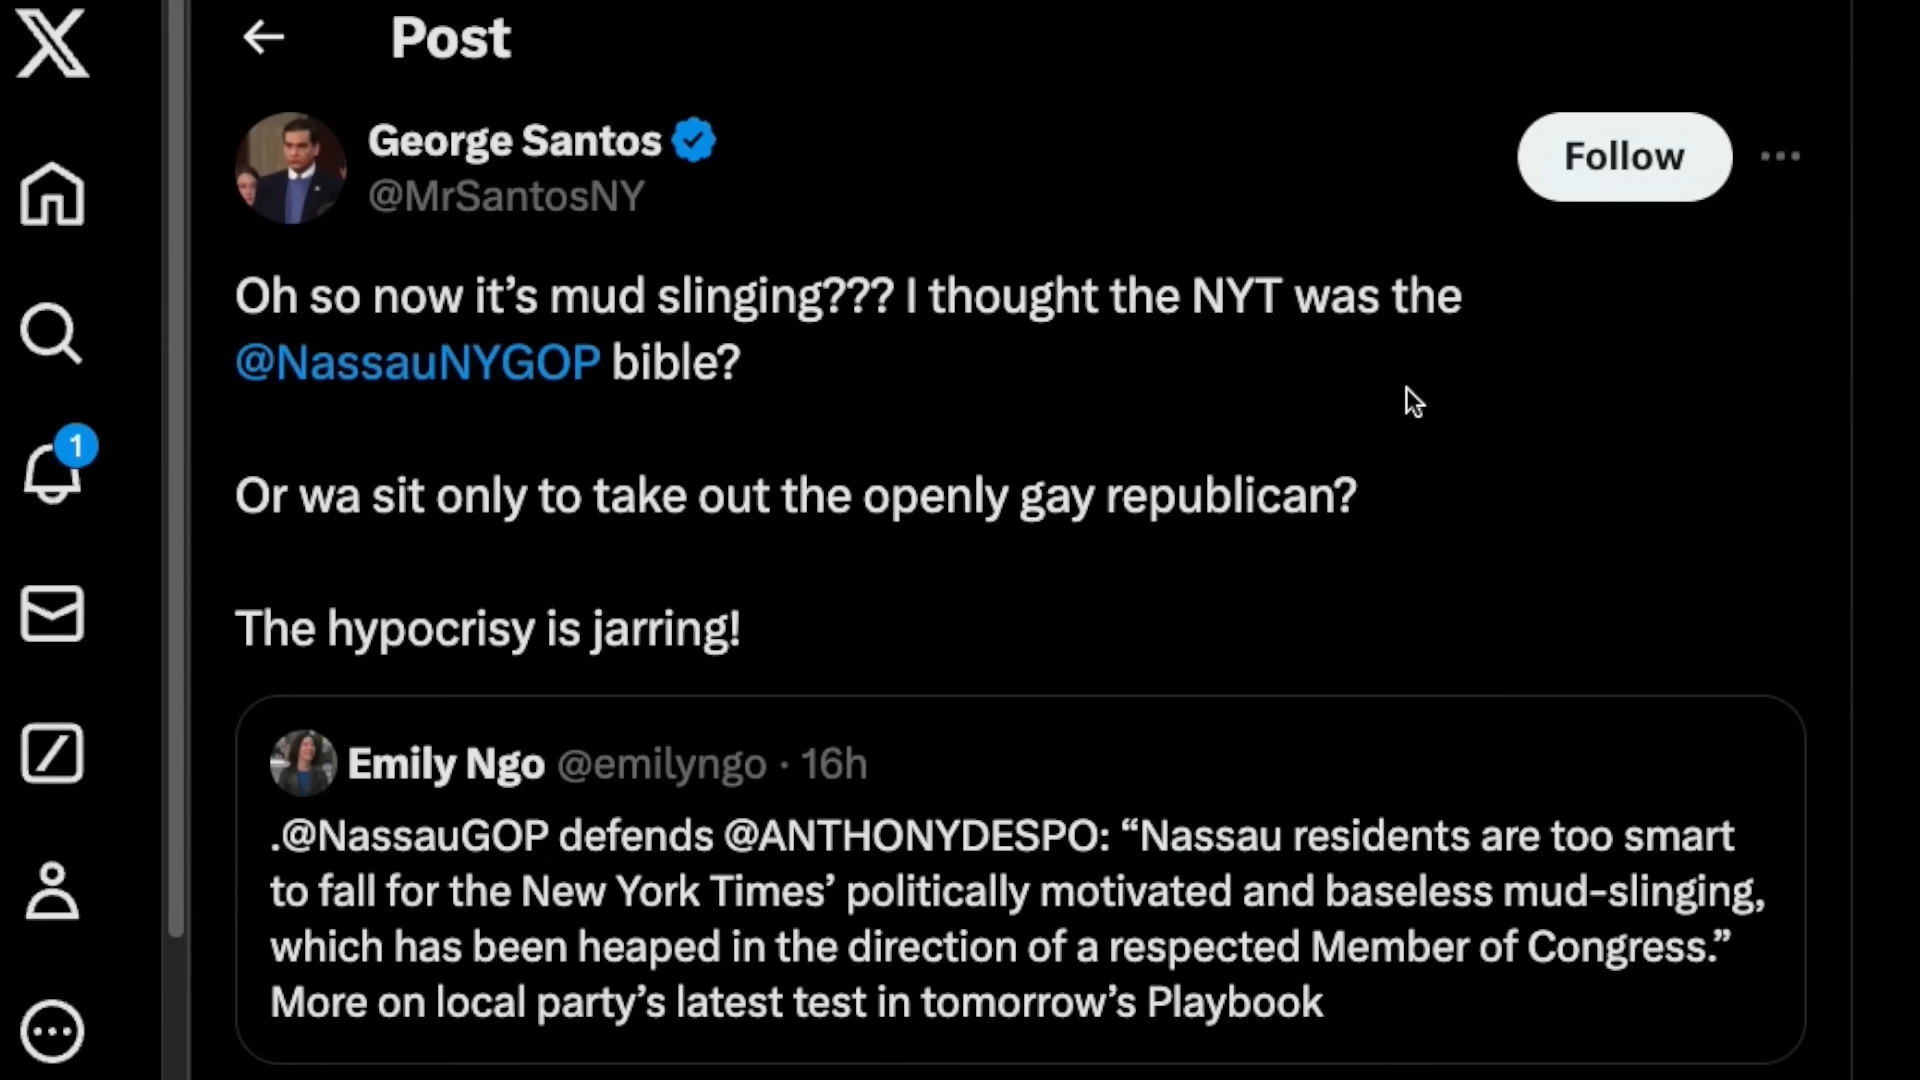 Post
George Santos
@MrSantosNY
Follow
Oh so now it’s mud slinging??? I thought the NYT was the
@NassauNYGOP bible?
Or wa sit only to take out the openly gay republican?
The hypocrisy is jarring!
1
Emily Ngo @emilyngo · 16h
.@NassauGOP defends @ANTHONYDESPO: “Nassau residents are too smart
to fall for the New York Times’ politically motivated and baseless mud-slinging,
which has been heaped in the direction of a respected Member of Congress.”
More on local party’s latest test in tomorrow’s Playbook